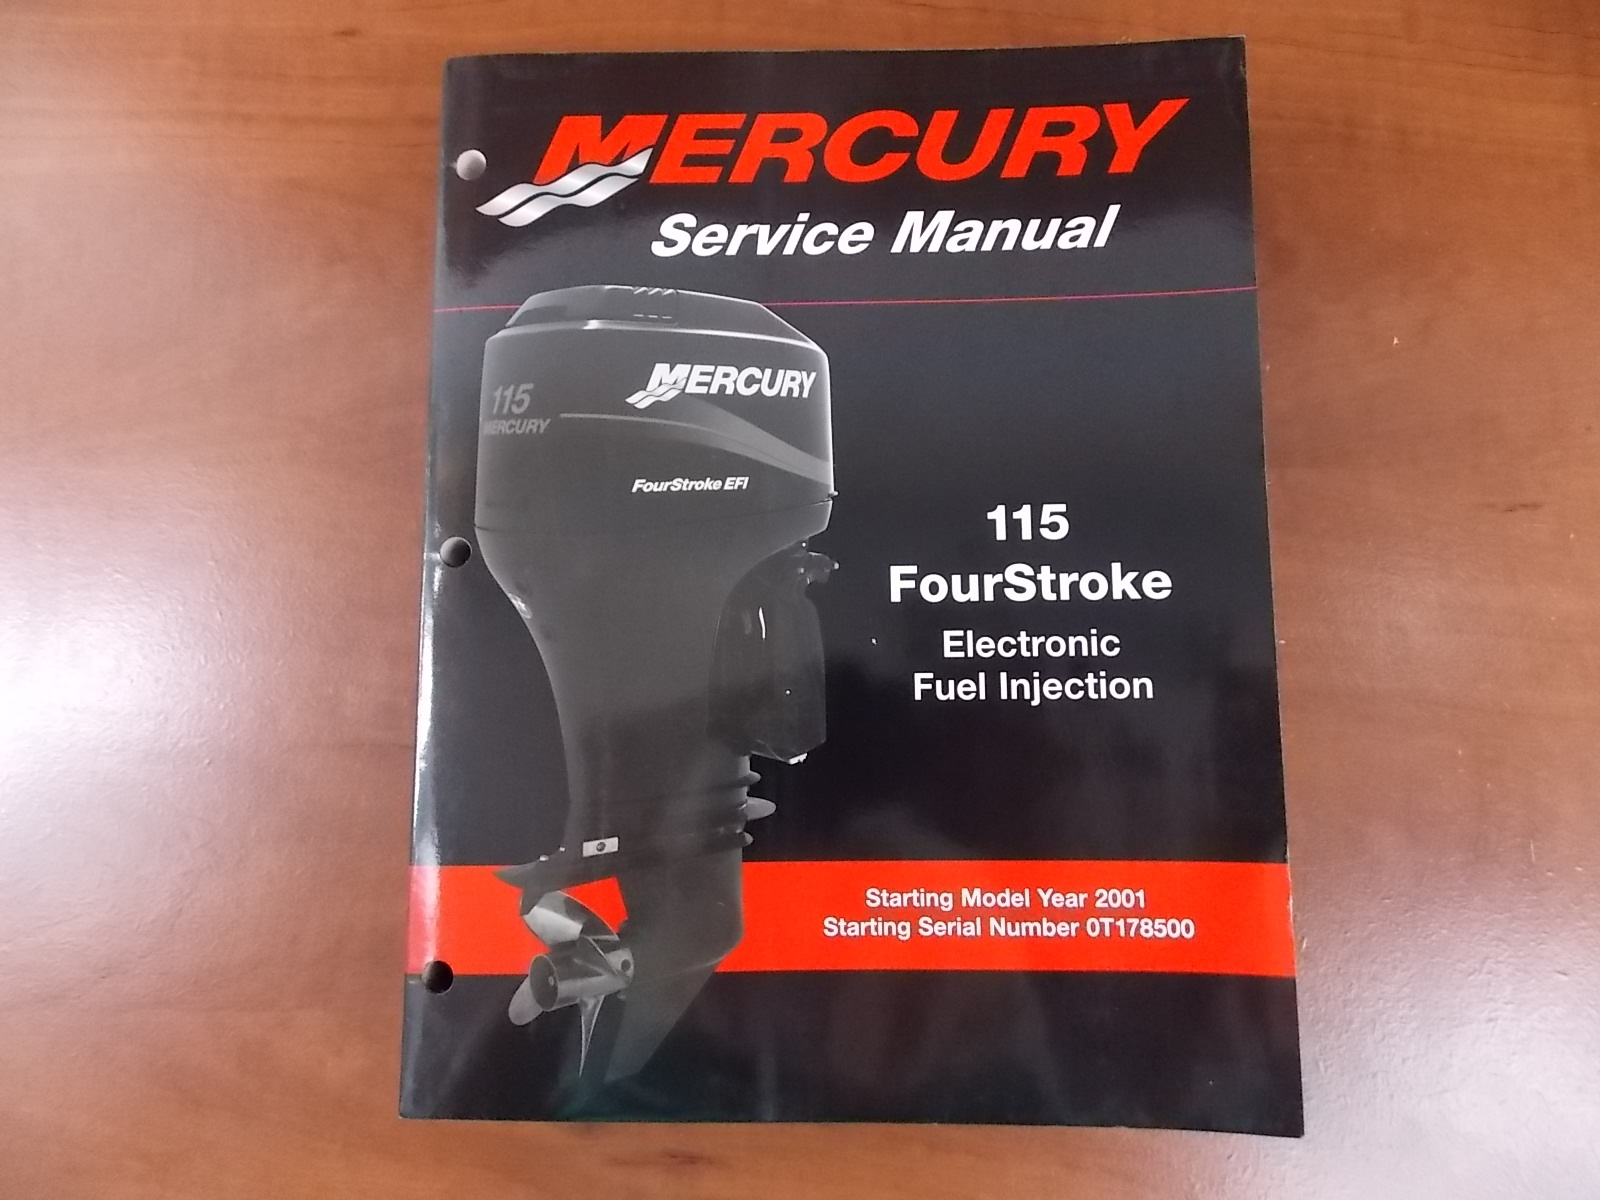 MERCURY
Service Manual
MERCURY
115
MERCURY
FourStroke EFI
115
FourStroke
Electronic
Fuel Injection
Starting Model Year 2001
Starting Serial Number 0T178500